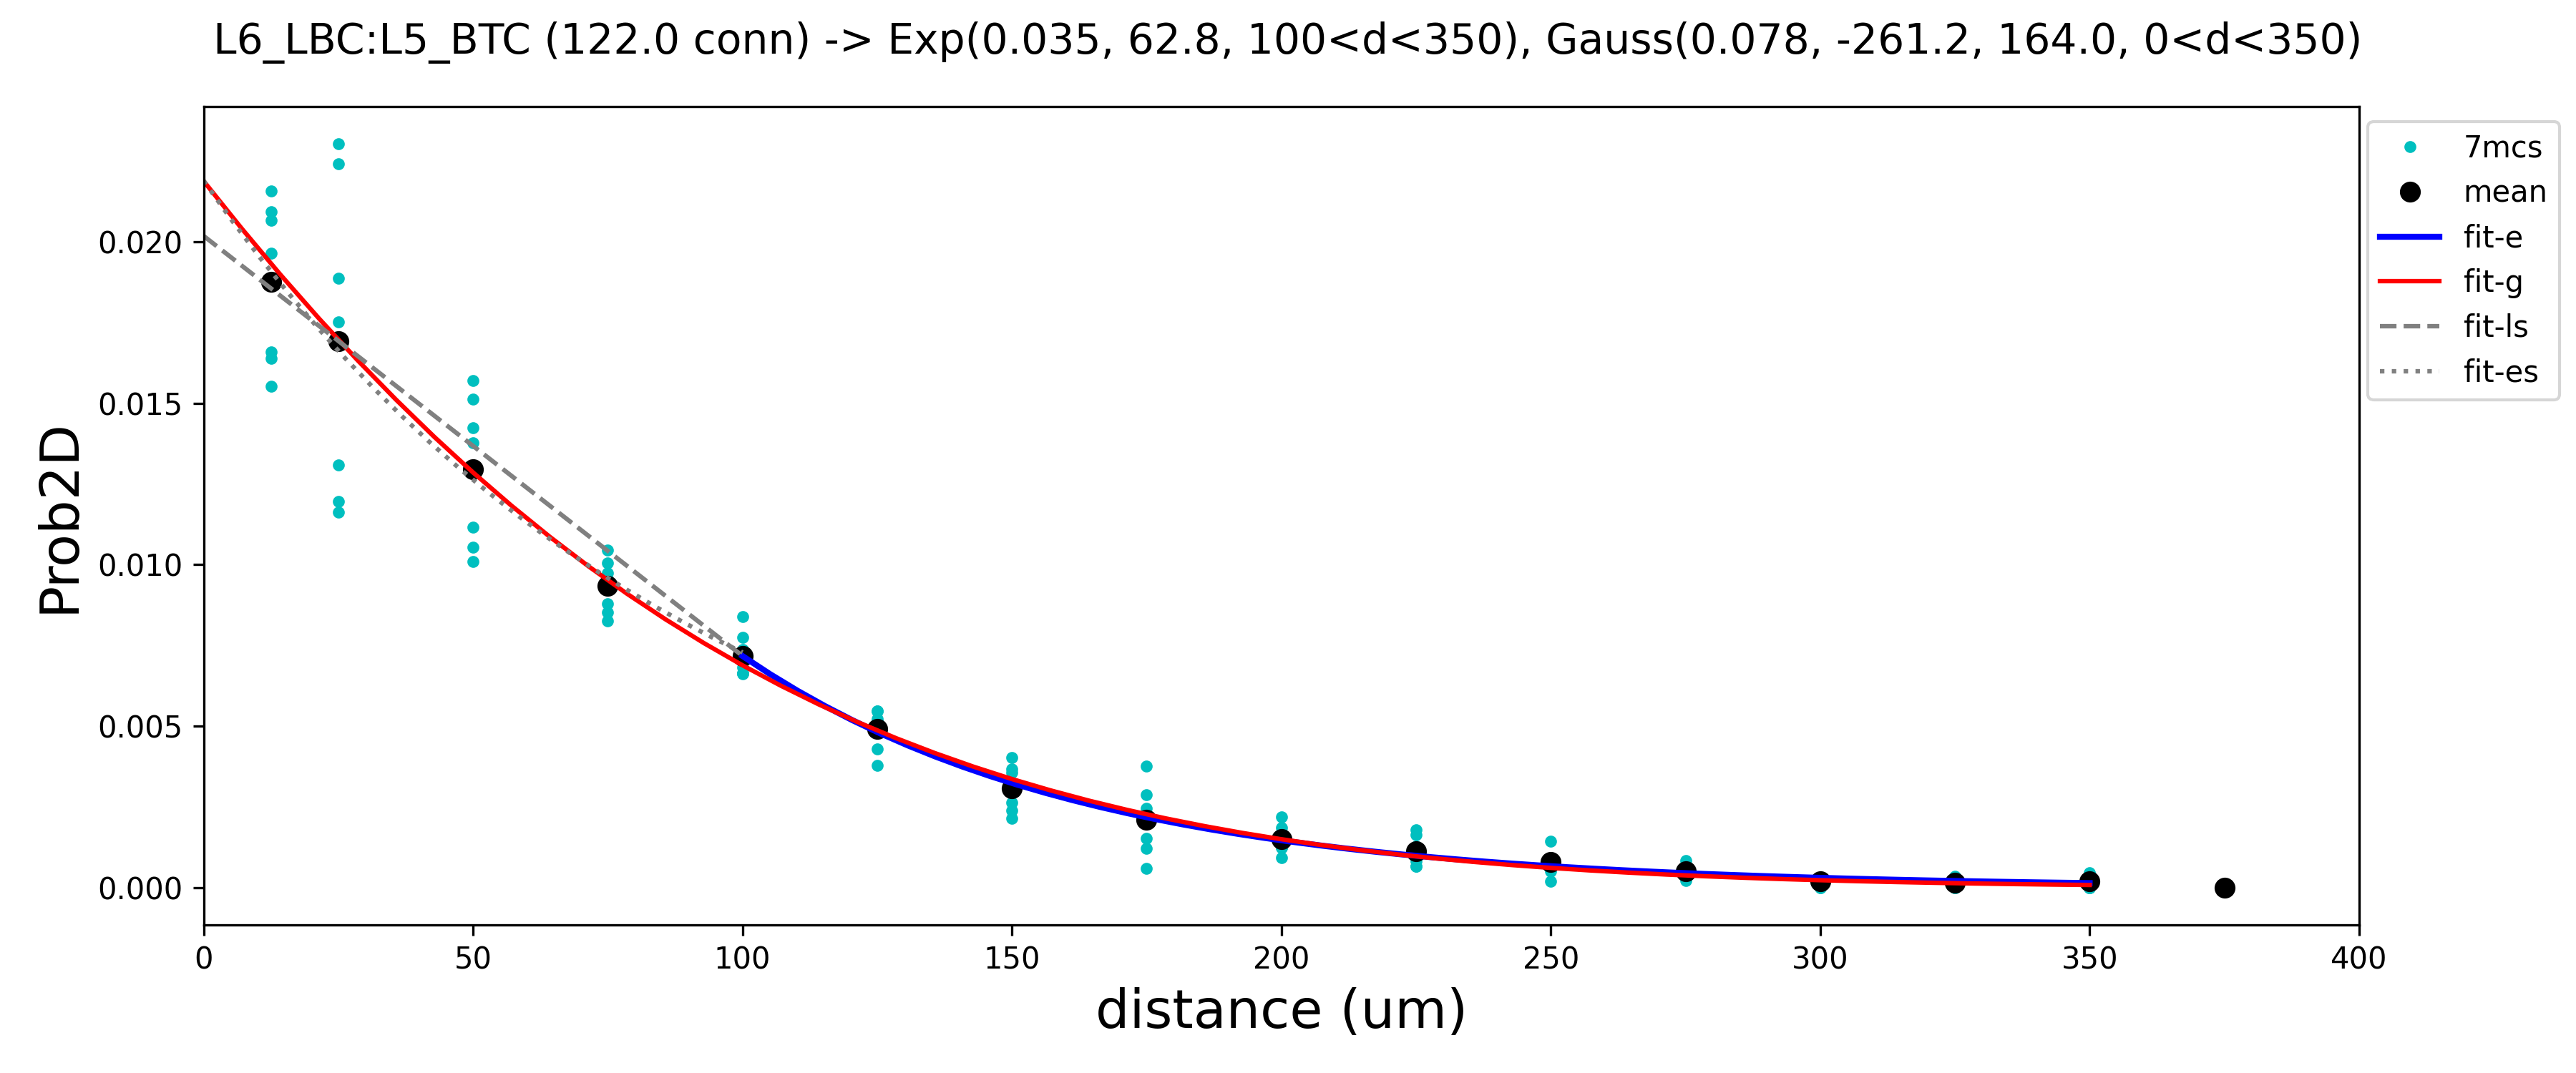 L6_LBC:L5_BTC (122.0 conn) -> Exp(0.035, 62.8, 100<d<350), Gauss(0.078, -261.2, 164.0, 0<d<350)
7mcs
mean
fit-e
fit-g
fit-ls
fit-es
Prob2D
0.020
0.015
0.010
0.005
0.000
0 50 100 150 200 250 300 350 400
distance (um)